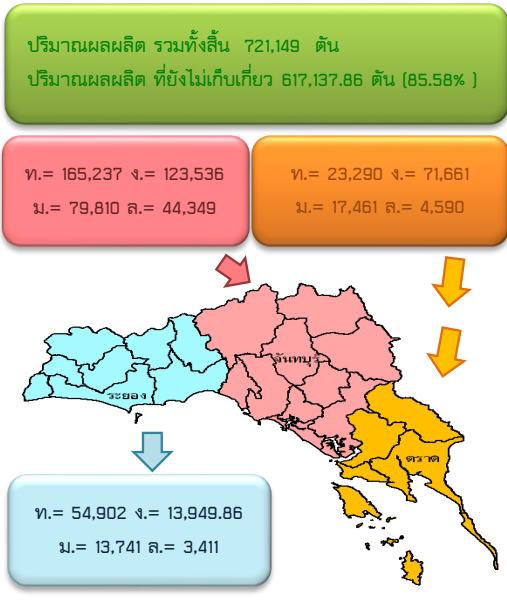 ปริมาณผลผลิต รวมทั้งสิ้น 721,149 ตัน
ปริมาณผลผลิต ที่ยังไม่เก็บเกี่ยว 617,137.86 ตัน (85.58% )
ท.= 165,237 ง.= 123,536
ม.= 79,810 ล.= 44,349
ท.= 23,290 ง.= 71,661
ม.= 17,461 ล.= 4,590
จันทบุรี
ระยอง
ตราด
ท.= 54,902 ง.= 13,949.86
ม.= 13,741 ล.= 3,411